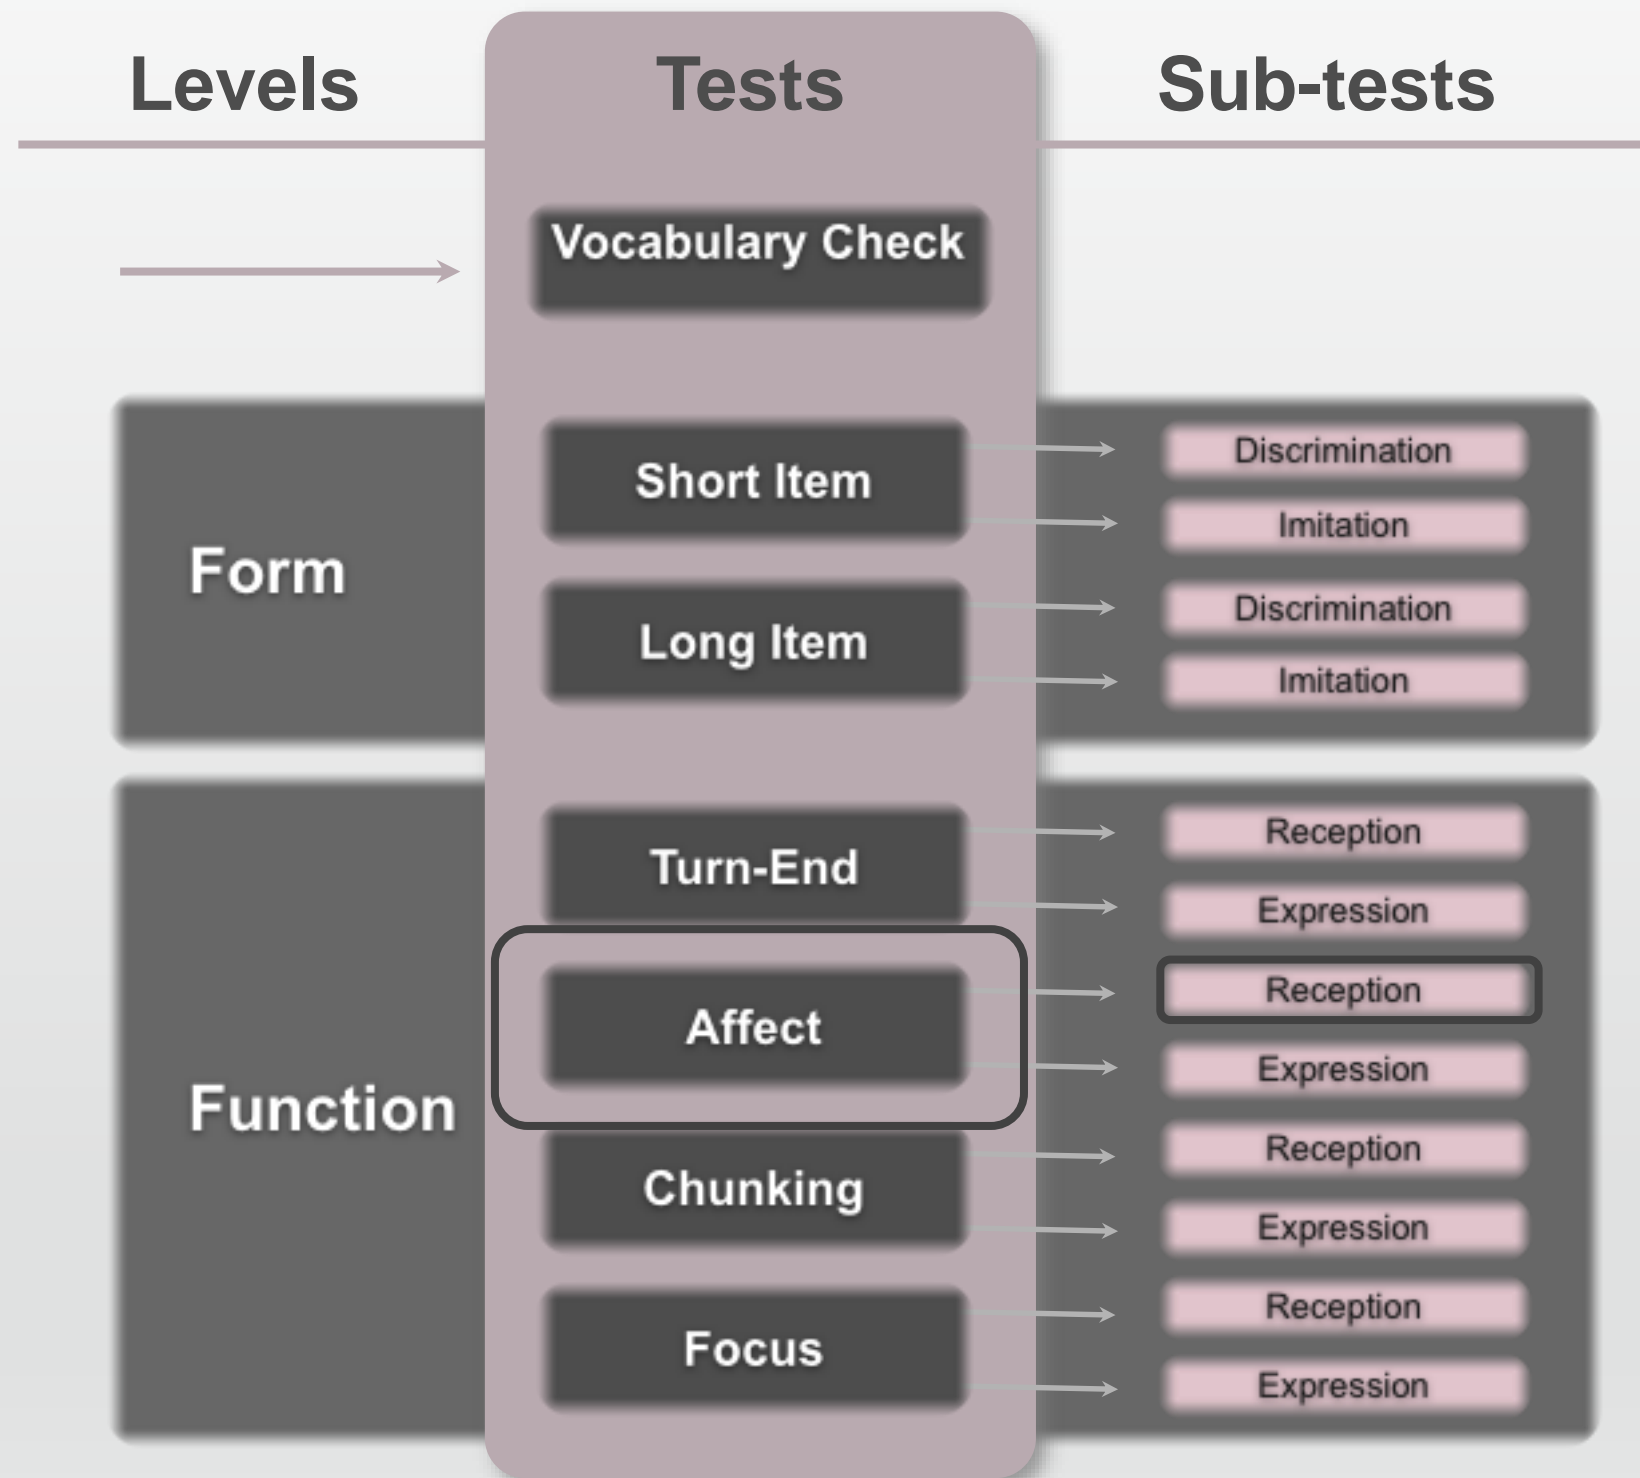 Levels
Tests
Sub-tests
Vocabulary Check
Form
Short Item
Discrimination
Imitation
Long Item
Discrimination
Imitation
Function
Turn-End
Reception
Expression
Affect
Reception
Expression
Chunking
Reception
Expression
Focus
Reception
Expression